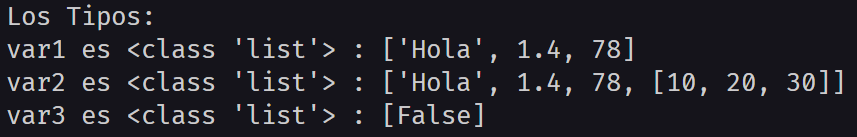 Los Tipos:
var1 es <class 'list'> : ['Hola', 1.4, 78]
var2 es <class 'list'> : ['Hola', 1.4, 78, [10, 20, 30]]
var3 es <class 'list'> : [False]